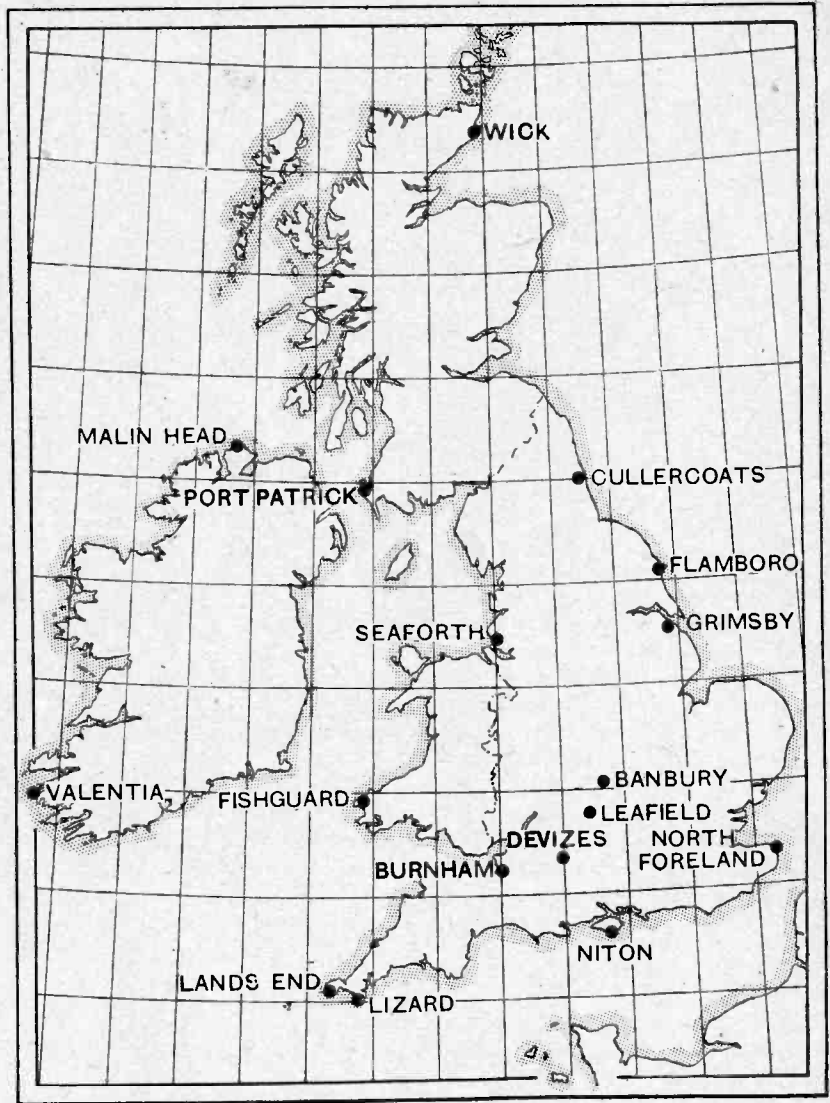 WICK
MALIN HEAD
PORT PATRICK
CULLERCOATS
FLAMBORO
GRIMSBY
SEAFORTH
BANBURY
VALENTIA
FISHGUARD
LEAFIELD
DEVIZES
NORTH
FORELAND
BURNHAM
NITON
LANDS END
LIZARD